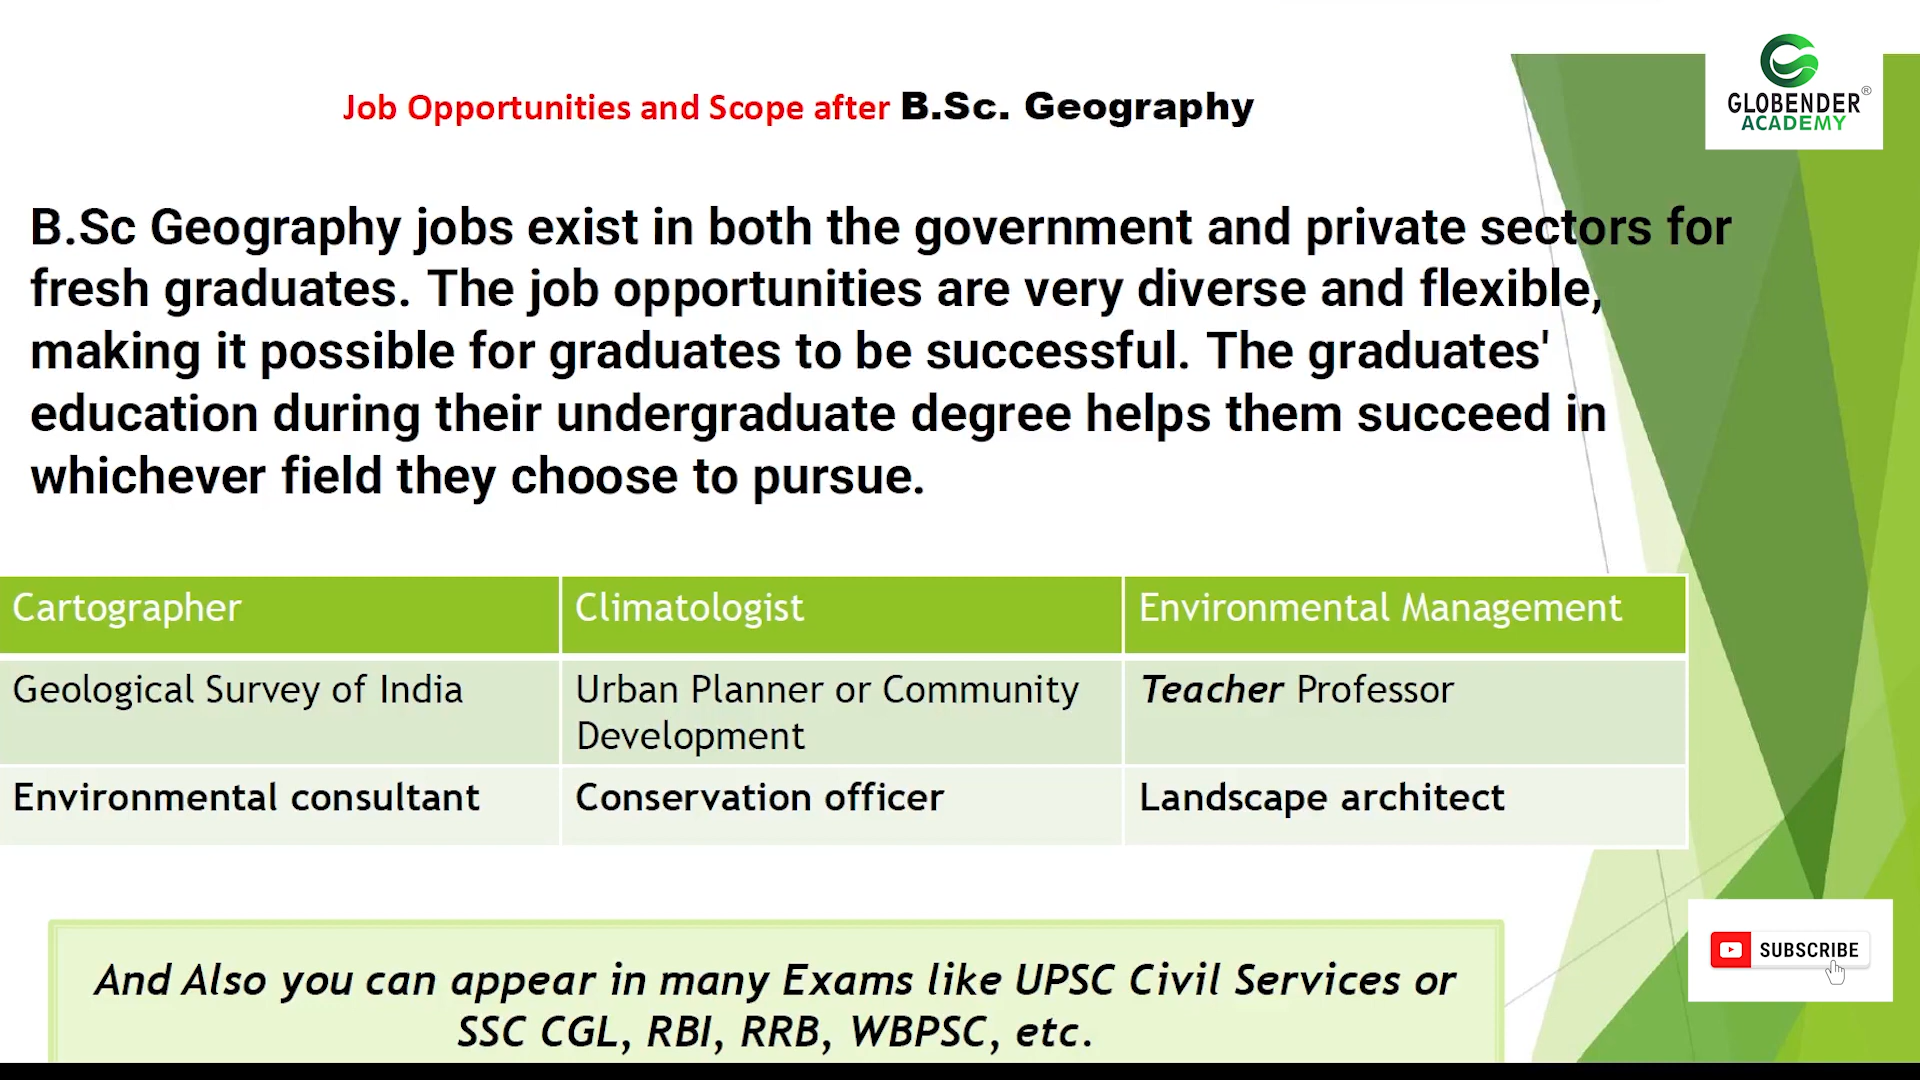 GLOBENDER®
ACADEMY
Job Opportunities and Scope after B.Sc. Geography
B.Sc Geography jobs exist in both the government and private sectors for
fresh graduates. The job opportunities are very diverse and flexible,
making it possible for graduates to be successful. The graduates'
education during their undergraduate degree helps them succeed in
whichever field they choose to pursue.
Cartographer
Climatologist
Environmental Management
Geological Survey of India
Urban Planner or Community
Development
Teacher Professor
Environmental consultant
Conservation officer
Landscape architect
SUBSCRIBE
And Also you can appear in many Exams like UPSC Civil Services or
SSC CGL, RBI, RRB, WBPSC, etc.